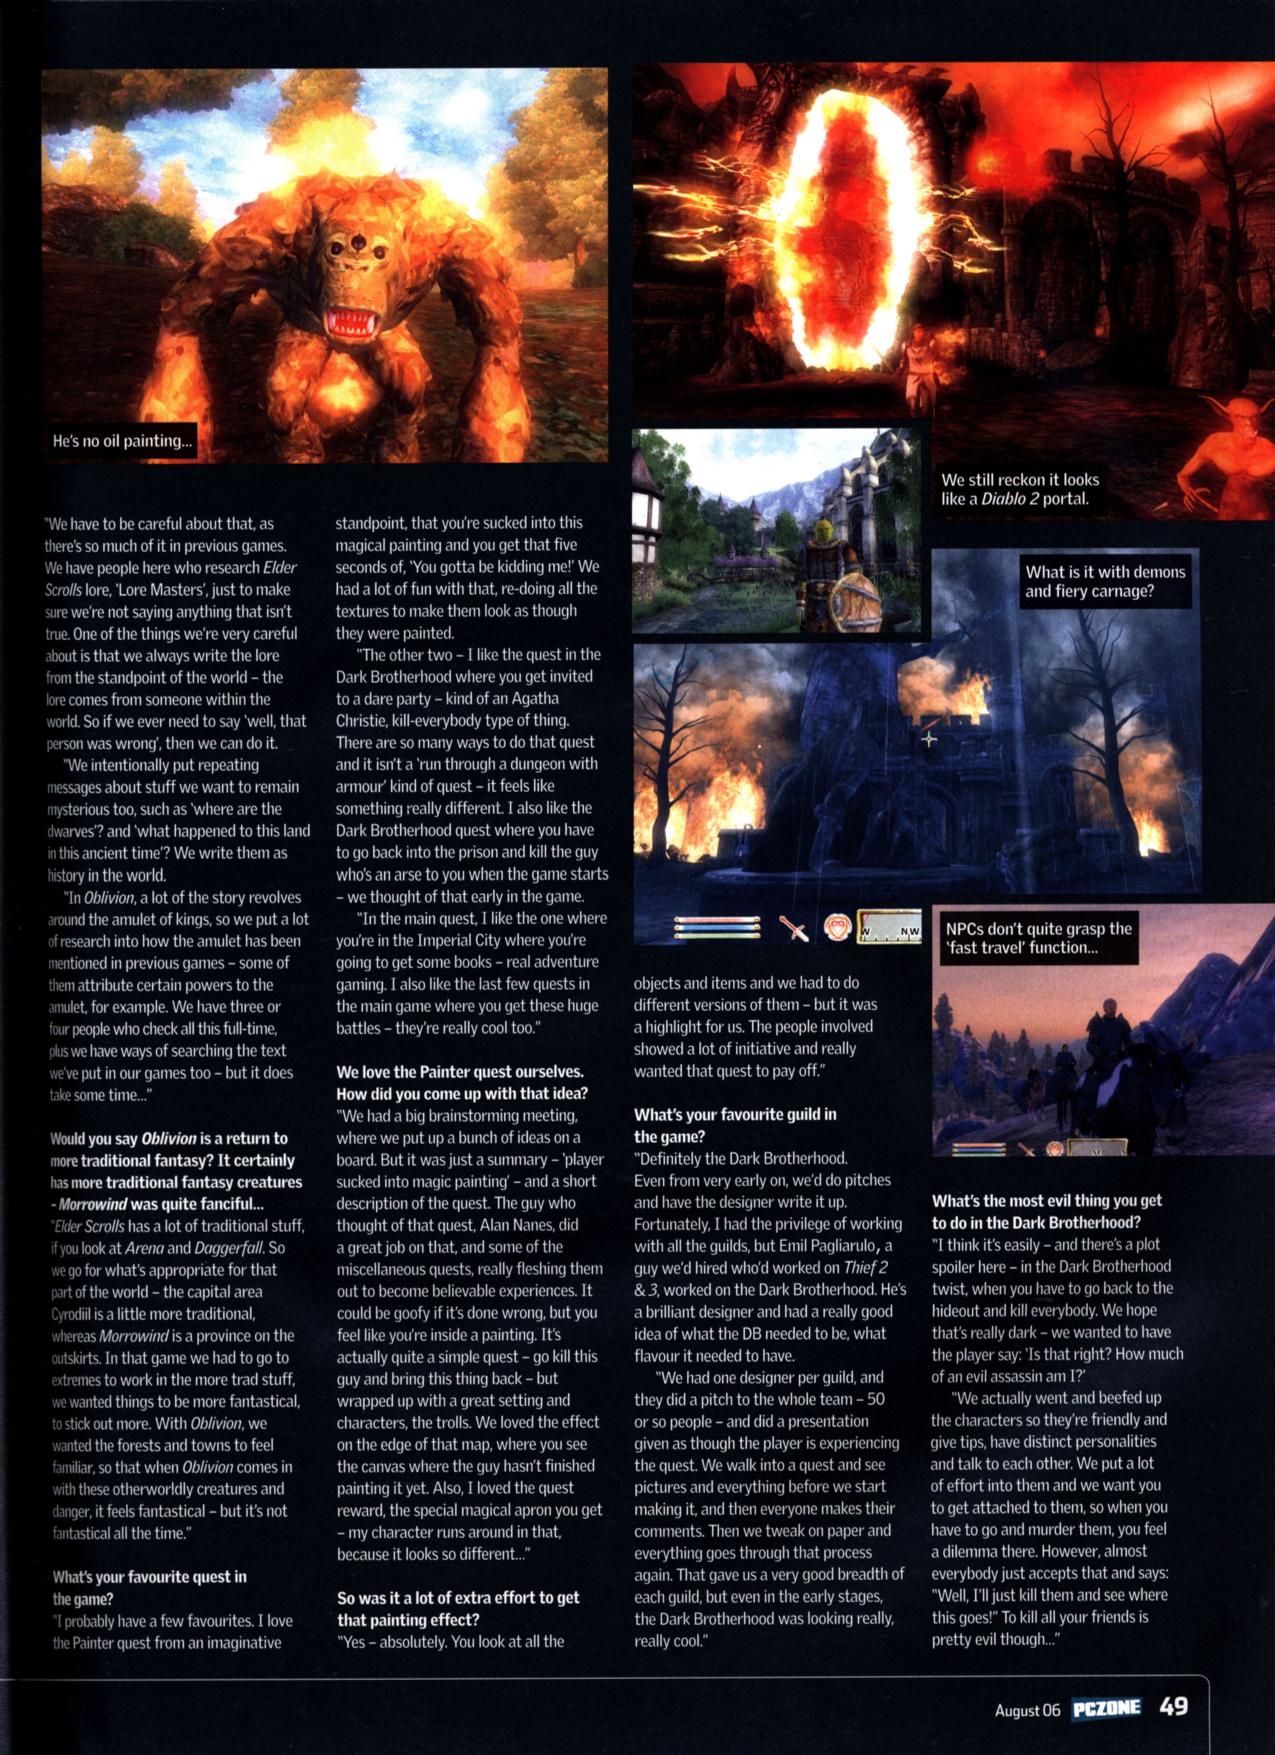 He's no oil painting...
We still reckon it looks
like a Diablo 2 portal.
What is it with demons
and fiery carnage?
W NW
NPCs don't quite grasp the
'fast travel' function...
"We have to be careful about that, as
there's so much of it in previous games.
We have people here who research Elder
Scrolls lore, 'Lore Masters', just to make
sure we're not saying anything that isn't
true. One of the things we're very careful
about is that we always write the lore
from the standpoint of the world – the
lore comes from someone within the
world. So if we ever need to say 'well, that
person was wrong', then we can do it.
"We intentionally put repeating
messages about stuff we want to remain
mysterious too, such as 'where are the
dwarves'? and 'what happened to this land
in this ancient time'? We write them as
history in the world.
"In Oblivion, a lot of the story revolves
around the amulet of kings, so we put a lot
of research into how the amulet has been
mentioned in previous games – some of
them attribute certain powers to the
amulet, for example. We have three or
four people who check all this full-time,
plus we have ways of searching the text
we've put in our games too – but it does
take some time..."
Would you say Oblivion is a return to
more traditional fantasy? It certainly
has more traditional fantasy creatures
- Morrowind was quite fanciful...
"Elder Scrolls has a lot of traditional stuff,
if you look at Arena and Daggerfall. So
we go for what's appropriate for that
part of the world – the capital area
Cyrodiil is a little more traditional,
whereas Morrowind is a province on the
outskirts. In that game we had to go to
extremes to work in the more trad stuff,
we wanted things to be more fantastical,
to stick out more. With Oblivion, we
wanted the forests and towns to feel
familiar, so that when Oblivion comes in
with these otherworldly creatures and
danger, it feels fantastical – but it's not
fantastical all the time."
What's your favourite quest in
the game?
"I probably have a few favourites. I love
the Painter quest from an imaginative
standpoint, that you're sucked into this
magical painting and you get that five
seconds of, 'You gotta be kidding me!' We
had a lot of fun with that, re-doing all the
textures to make them look as though
they were painted.
"The other two – I like the quest in the
Dark Brotherhood where you get invited
to a dare party – kind of an Agatha
Christie, kill-everybody type of thing.
There are so many ways to do that quest
and it isn't a 'run through a dungeon with
armour' kind of quest – it feels like
something really different. I also like the
Dark Brotherhood quest where you have
to go back into the prison and kill the guy
who's an arse to you when the game starts
– we thought of that early in the game.
"In the main quest, I like the one where
you're in the Imperial City where you're
going to get some books – real adventure
gaming. I also like the last few quests in
the main game where you get these huge
battles – they're really cool too."
We love the Painter quest ourselves.
How did you come up with that idea?
"We had a big brainstorming meeting,
where we put up a bunch of ideas on a
board. But it was just a summary – 'player
sucked into magic painting' – and a short
description of the quest. The guy who
thought of that quest, Alan Nanes, did
a great job on that, and some of the
miscellaneous quests, really fleshing them
out to become believable experiences. It
could be goofy if it's done wrong, but you
feel like you're inside a painting. It's
actually quite a simple quest – go kill this
guy and bring this thing back – but
wrapped up with a great setting and
characters, the trolls. We loved the effect
on the edge of that map, where you see
the canvas where the guy hasn't finished
painting it yet. Also, I loved the quest
reward, the special magical apron you get
– my character runs around in that,
because it looks so different..."
So was it a lot of extra effort to get
that painting effect?
"Yes – absolutely. You look at all the
objects and items and we had to do
different versions of them – but it was
a highlight for us. The people involved
showed a lot of initiative and really
wanted that quest to pay off."
What's your favourite guild in
the game?
"Definitely the Dark Brotherhood.
Even from very early on, we'd do pitches
and have the designer write it up.
Fortunately, I had the privilege of working
with all the guilds, but Emil Pagliarulo, a
guy we'd hired who'd worked on Thief 2
& 3, worked on the Dark Brotherhood. He's
a brilliant designer and had a really good
idea of what the DB needed to be, what
flavour it needed to have.
"We had one designer per guild, and
they did a pitch to the whole team – 50
or so people – and did a presentation
given as though the player is experiencing
the quest. We walk into a quest and see
pictures and everything before we start
making it, and then everyone makes their
comments. Then we tweak on paper and
everything goes through that process
again. That gave us a very good breadth of
each guild, but even in the early stages,
the Dark Brotherhood was looking really,
really cool."
What's the most evil thing you get
to do in the Dark Brotherhood?
"I think it's easily – and there's a plot
spoiler here – in the Dark Brotherhood
twist, when you have to go back to the
hideout and kill everybody. We hope
that's really dark – we wanted to have
the player say: 'Is that right? How much
of an evil assassin am I?'
"We actually went and beefed up
the characters so they're friendly and
give tips, have distinct personalities
and talk to each other. We put a lot
of effort into them and we want you
to get attached to them, so when you
have to go and murder them, you feel
a dilemma there. However, almost
everybody just accepts that and says:
"Well, I'll just kill them and see where
this goes!" To kill all your friends is
pretty evil though..."
August 06 PCZONE 49